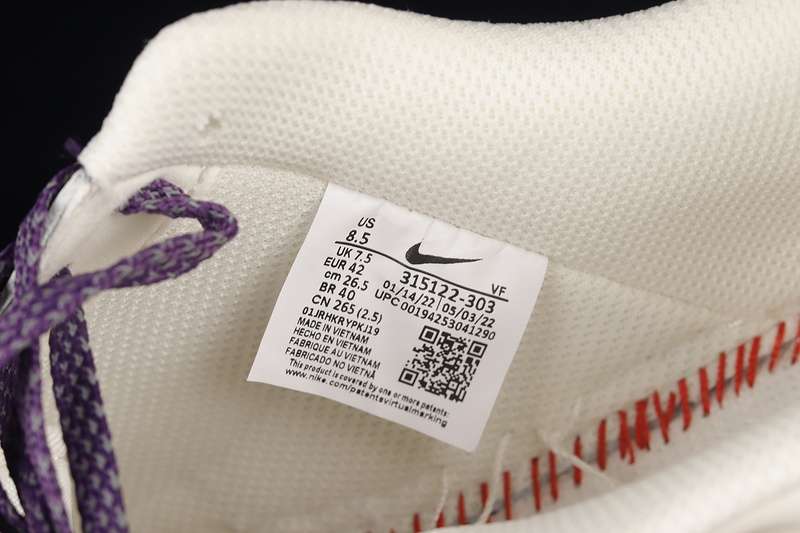 US
8.5
UK 7.5
EUR 42
cm 26.5
BR 40
CN 265 (2.5)
315122-303
VF
01/14/22 05/03/22
UPC 00194253041290
01JRHKRYPKJ19
MADE IN VIETNAM
HECHO EN VIETNAM
FABRIQUE AU VIETNAM
FABRICADO NO VIETNÃ
This product is covered by one or more patents:
www.nike.com/patentsvirtualmarking